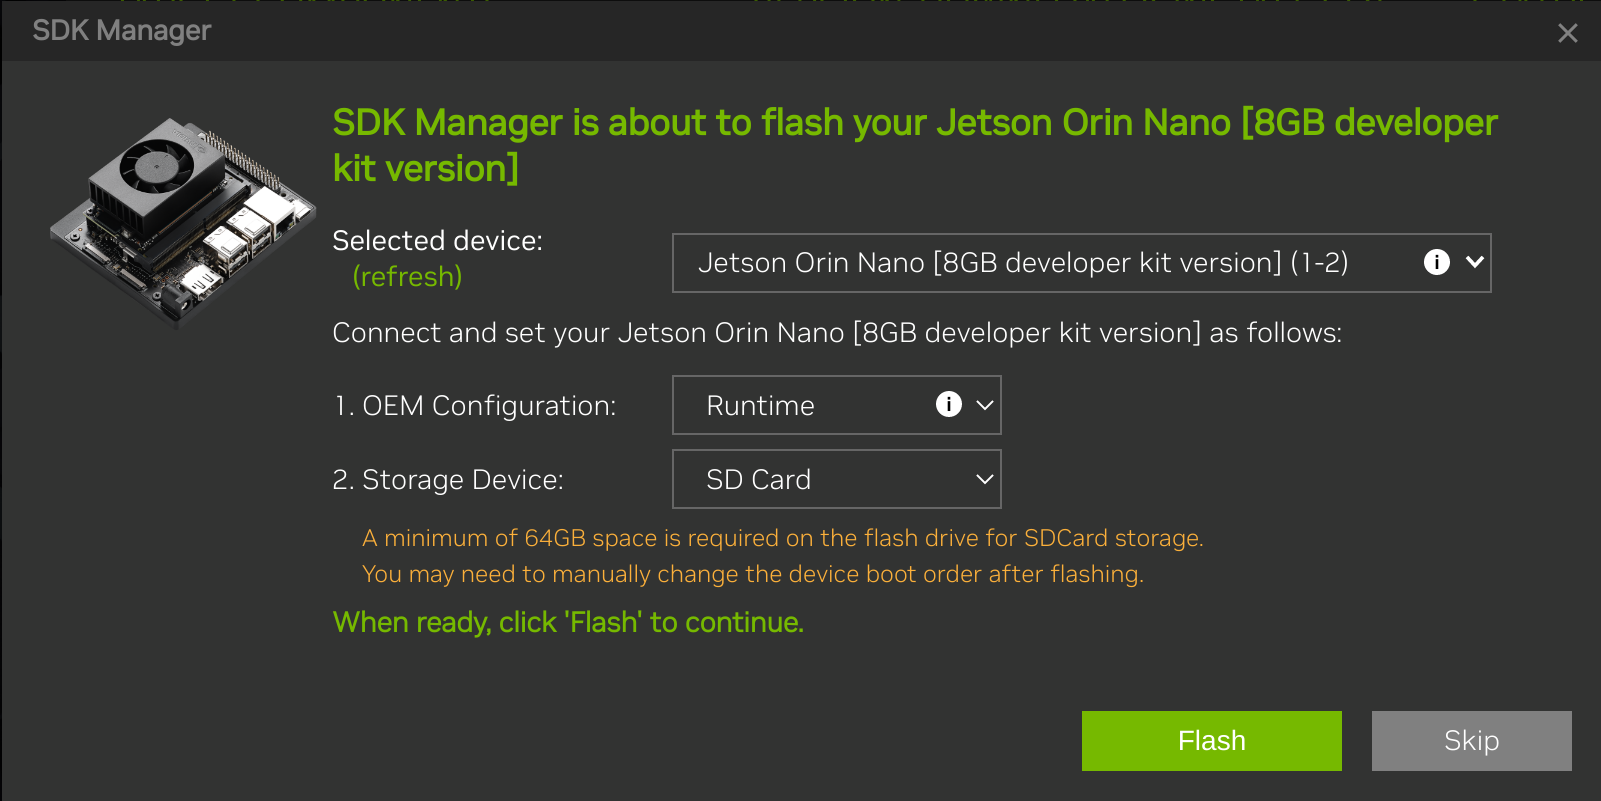 SDK Manager
SDK Manager is about to flash your Jetson Orin Nano [8GB developer
kit version]
Selected device:
(refresh)
Jetson Orin Nano [8GB developer kit version] (1-2)
Connect and set your Jetson Orin Nano [8GB developer kit version] as follows:
1. OEM Configuration:
Runtime
2. Storage Device:
SD Card
A minimum of 64GB space is required on the flash drive for SDCard storage.
You may need to manually change the device boot order after flashing.
When ready, click 'Flash' to continue.
Flash
Skip